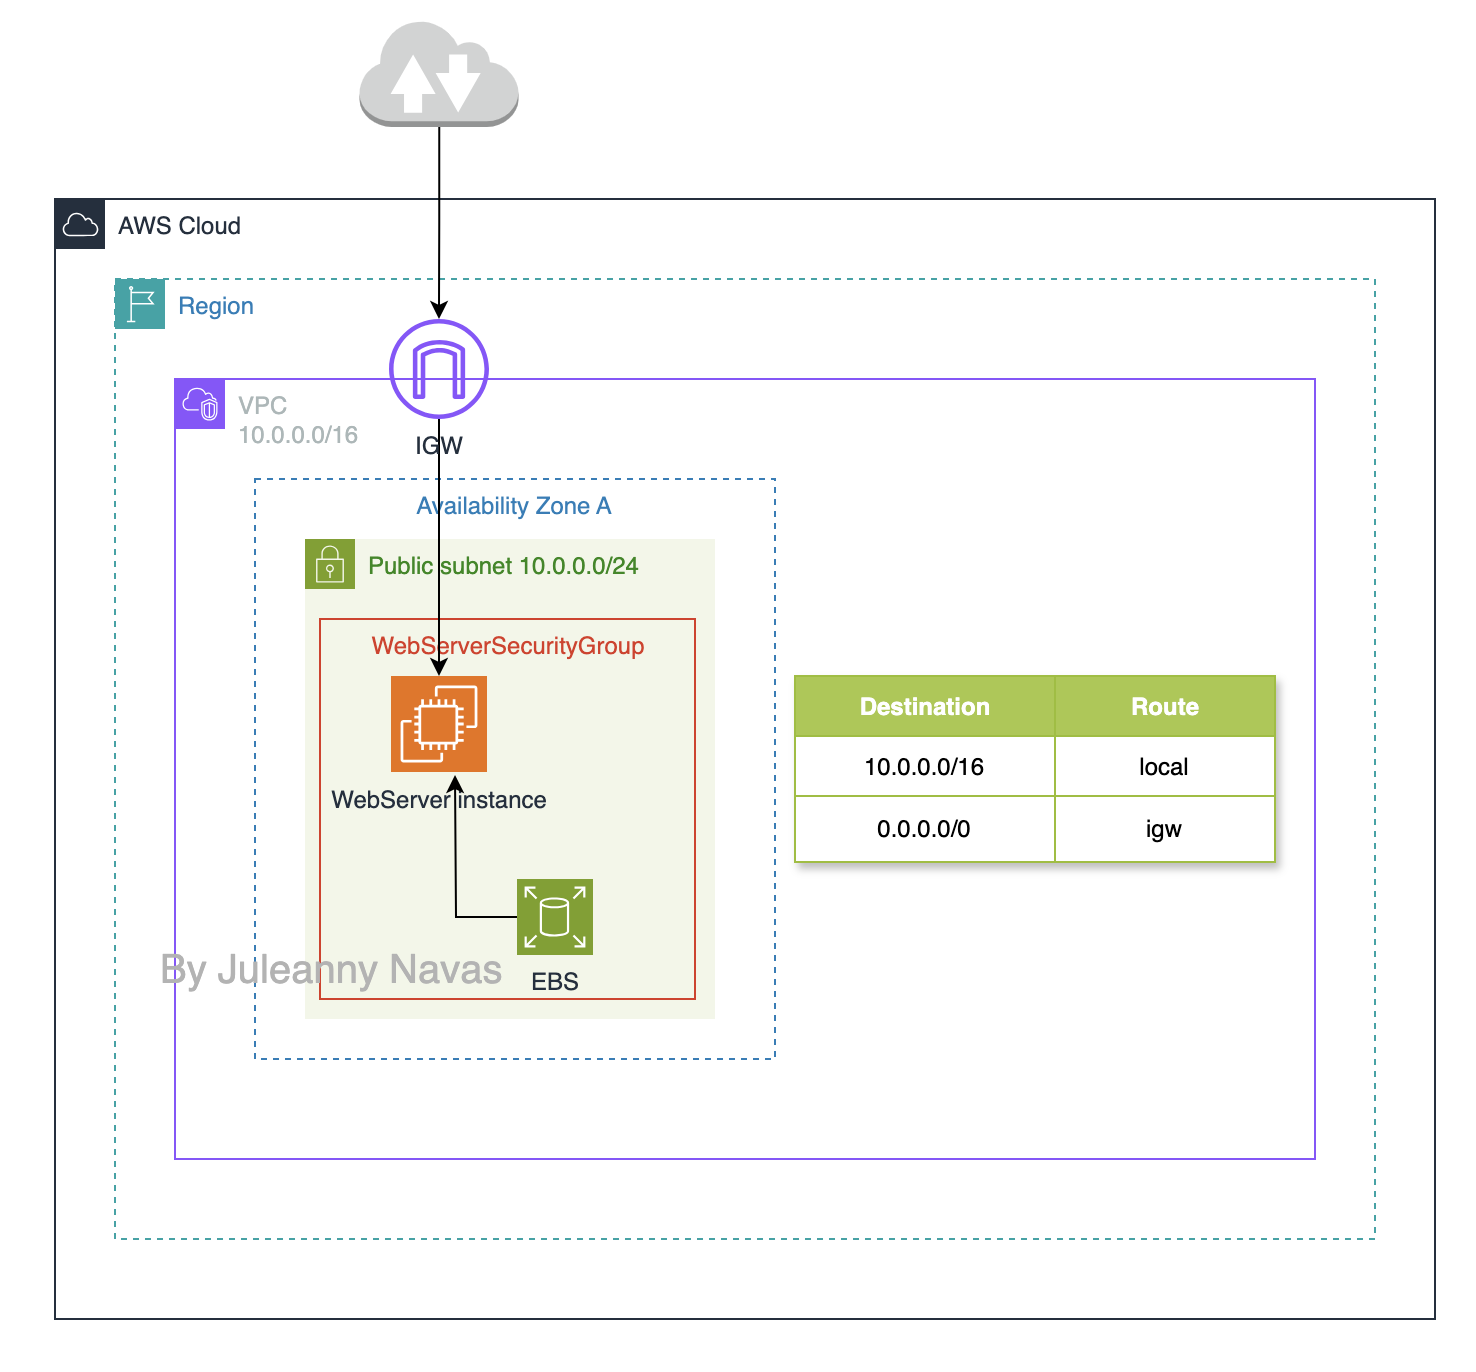 AWS Cloud
Region
VPC
10.0.0.0/16
IGW
Availability Zone A
Public subnet 10.0.0.0/24
WebServerSecurityGroup
WebServer instance
EBS
Destination Route
10.0.0.0/16 local
0.0.0.0/0 igw
By Juleanny Navas